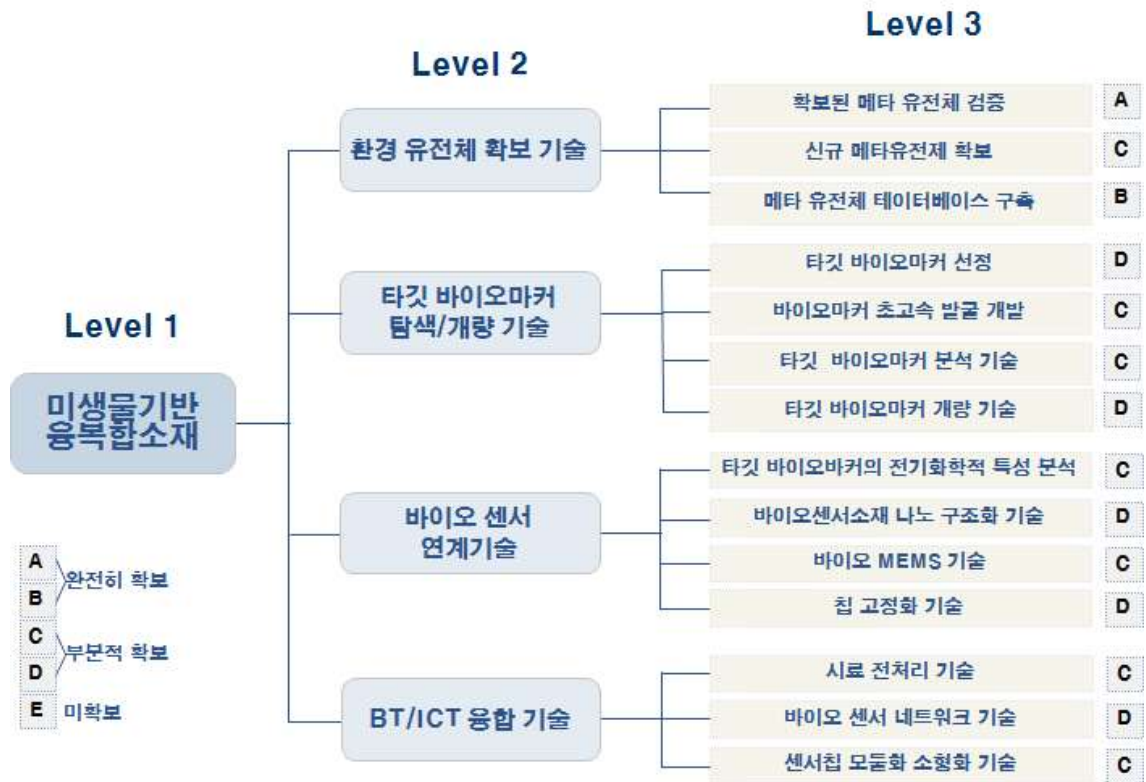 Level 3
Level 2
확보된 메타 유전체 검증 A
환경 유전체 확보 기술
신규 메타유전제 확보 C
메타 유전체 테이터베이스 구축 B
타깃 바이오마커 선정 D
타깃 바이오마커
탐색/개량 기술
바이오마커 초고속 발굴 개발 C
Level 1
타깃 바이오마커 분석 기술 C
타깃 바이오마커 개량 기술 D
미생물기반
융복합소재
타깃 바이오바커의 전기화학적 특성 분석 C
바이오 센서
연계기술
바이오센서소재 나노 구조화 기술 D
바이오 MEMS 기술 C
칩 고정화 기술 D
A
B
완전히 확보
C
D
부분적 확보
E 미확보
시료 전처리 기술 C
BT/ICT 융합 기술
바이오 센서 네트워크 기술 D
센서칩 모듈화 소형화 기술 C